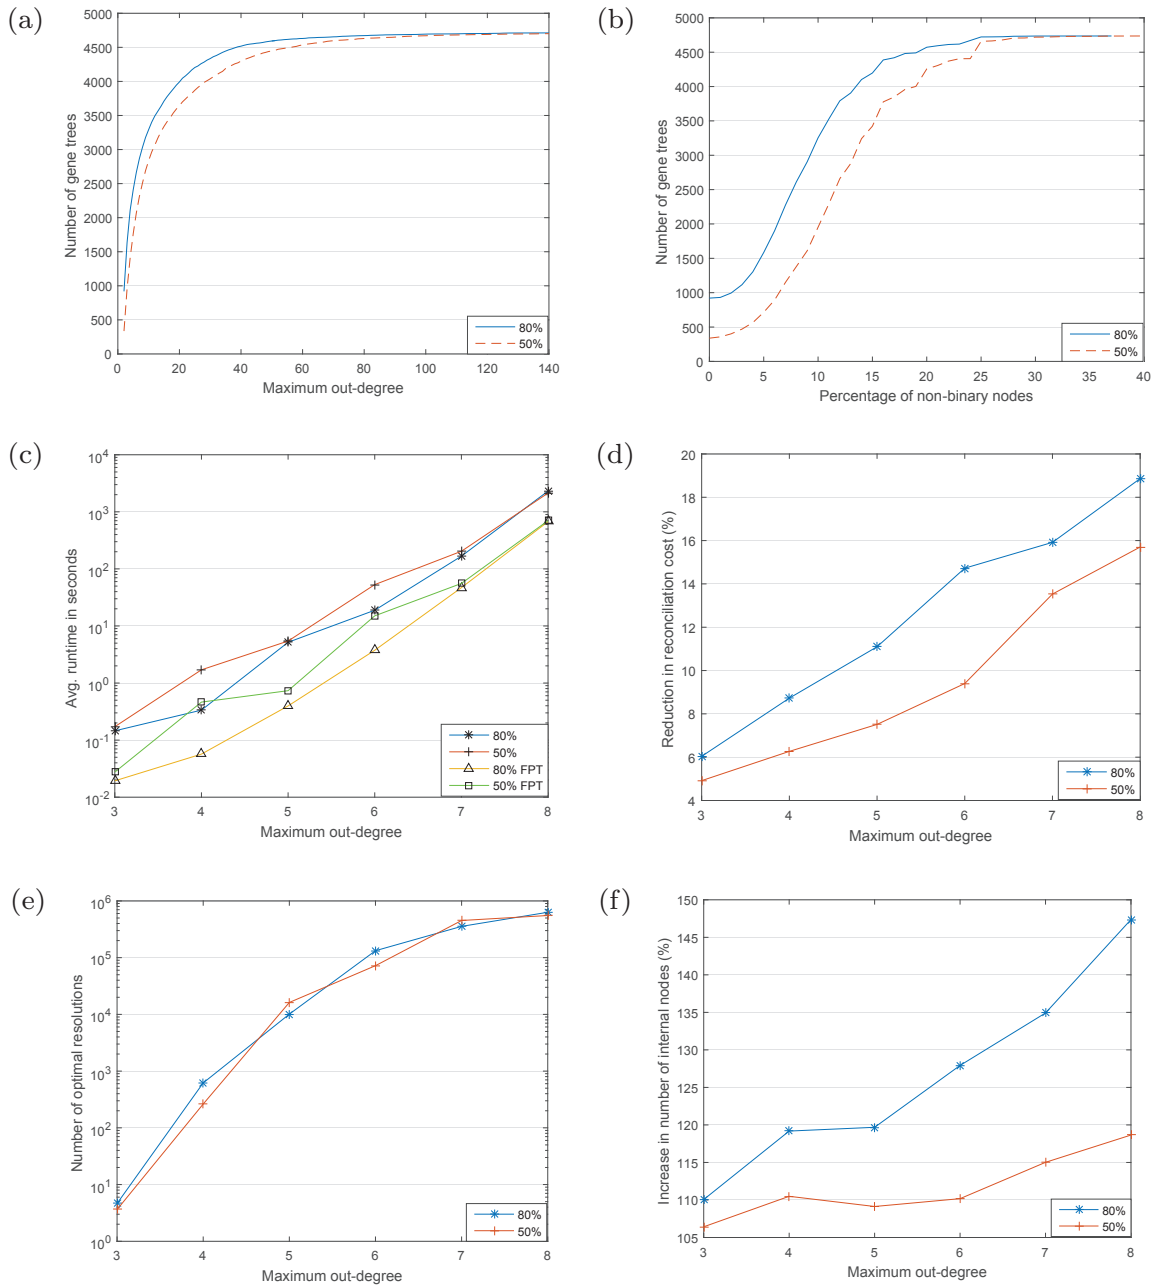 (a)
5000
4500
4000
3500
3000
2500
2000
1500
1000
500
0
Number of gene trees
0 20 40 60 80 100 120 140
Maximum out-degree
80%
50%
(b)
5000
4500
4000
3500
3000
2500
2000
1500
1000
500
0
Number of gene trees
0 5 10 15 20 25 30 35 40
Percentage of non-binary nodes
80%
50%
(c)
10^4
10^3
10^2
10^1
10^0
10^-1
10^-2
Avg. runtime in seconds
3 4 5 6 7 8
Maximum out-degree
80%
50%
80% FPT
50% FPT
(d)
20
18
16
14
12
10
8
6
4
Reduction in reconciliation cost (%)
3 4 5 6 7 8
Maximum out-degree
80%
50%
(e)
10^6
10^5
10^4
10^3
10^2
10^1
10^0
Number of optimal resolutions
3 4 5 6 7 8
Maximum out-degree
80%
50%
(f)
150
145
140
135
130
125
120
115
110
105
Increase in number of internal nodes (%)
3 4 5 6 7 8
Maximum out-degree
80%
50%